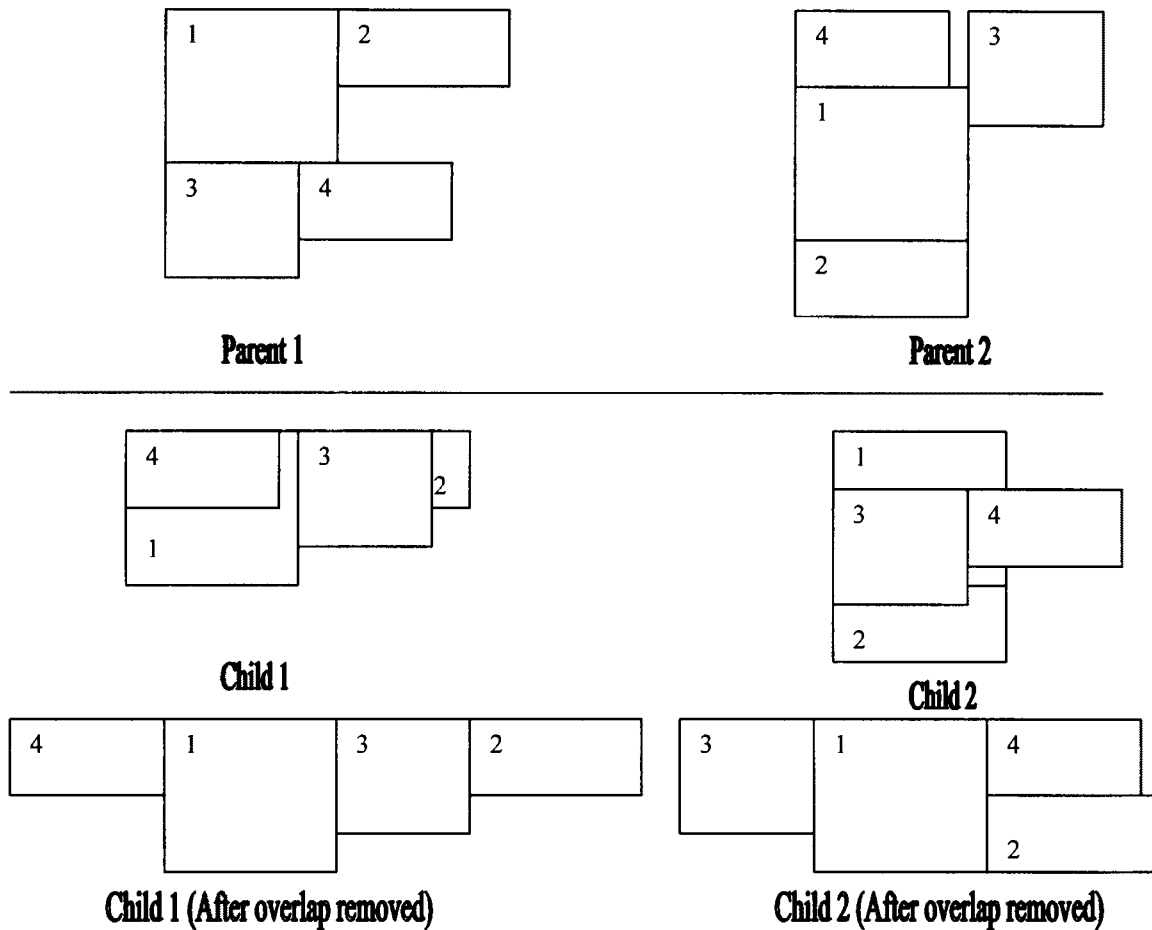 1 2 4 3
1
3 4
2
Parent 1 Parent 2
4 3 1
2 3 4
1
2
Child 1 Child 2
4 1 3 2 3 1 4
2
Child 1 (After overlap removed) Child 2 (After overlap removed)